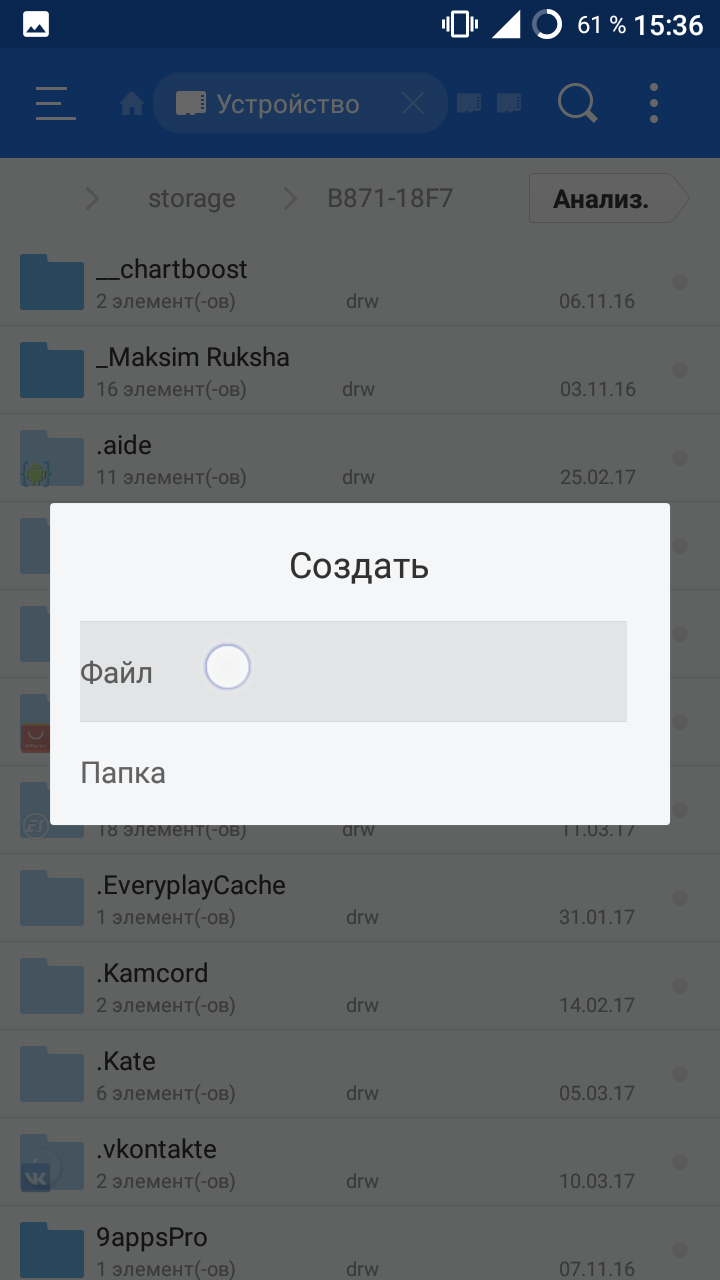 61 % 15:36
Устройство
storage
B871-18F7
Анализ.
__chartboost
2 элемент(-ов) drw 06.11.16
_Maksim Ruksha
16 элемент(-ов) drw 03.11.16
.aide
11 элемент(-ов) drw 25.02.17
Создать
Файл
Папка
18 элемент(-ов) drw 11.03.17
.EveryplayCache
1 элемент(-ов) drw 31.01.17
.Kamcord
2 элемент(-ов) drw 14.02.17
.Kate
6 элемент(-ов) drw 05.03.17
.vkontakte
2 элемент(-ов) drw 10.03.17
9appsPro
1 элемент(-ов) drw 07.11.16